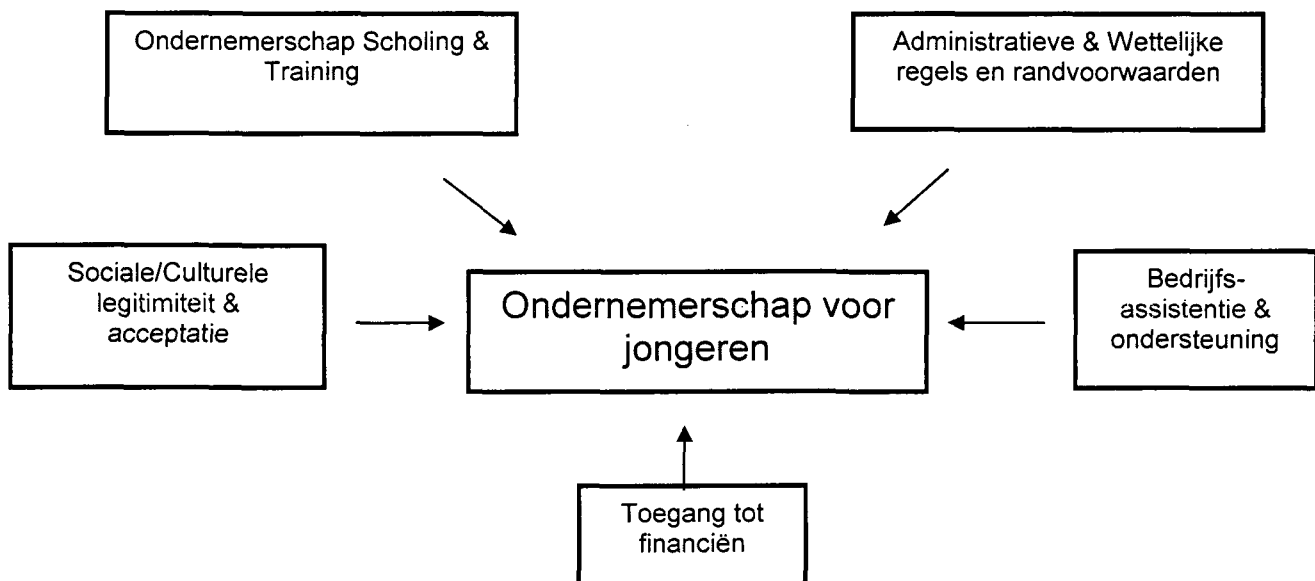 Ondernemerschap Scholing &
Training
Administratieve & Wettelijke
regels en randvoorwaarden
Sociale/Culturele
legitimiteit &
acceptatie
Ondernemerschap voor
jongeren
Bedrijfs-
assistentie &
ondersteuning
Toegang tot
financiën